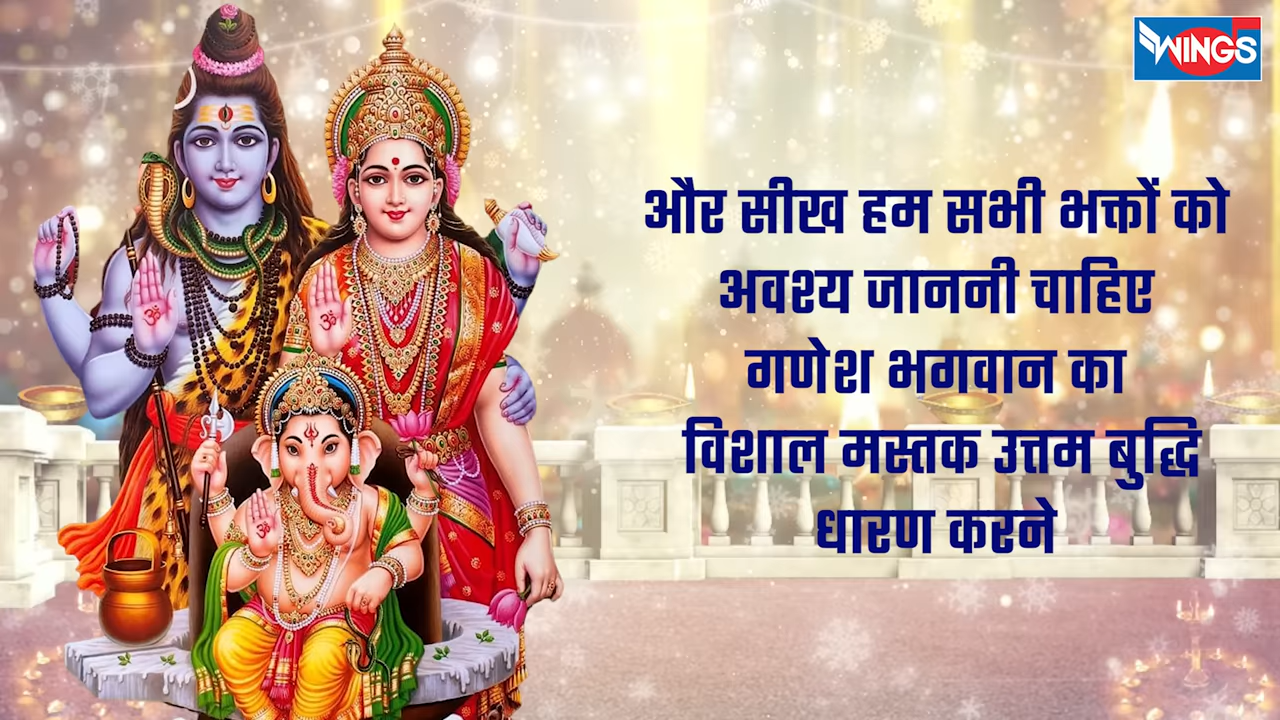 WINGS
और सीख हम सभी भक्तों को
अवश्य जाननी चाहिए
गणेश भगवान का
विशाल मस्तक उत्तम बुद्धि
धारण करने
ॐ
ॐ
ॐ